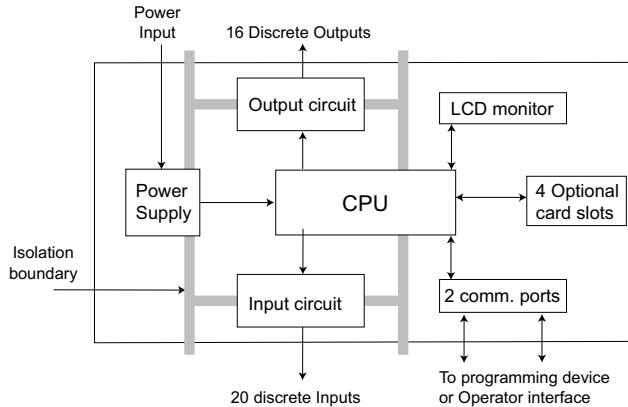 Power
Input
16 Discrete Outputs
Output circuit
LCD monitor
Power
Supply
CPU
4 Optional
card slots
Isolation
boundary
Input circuit
2 comm. ports
20 discrete Inputs
To programming device
or Operator interface